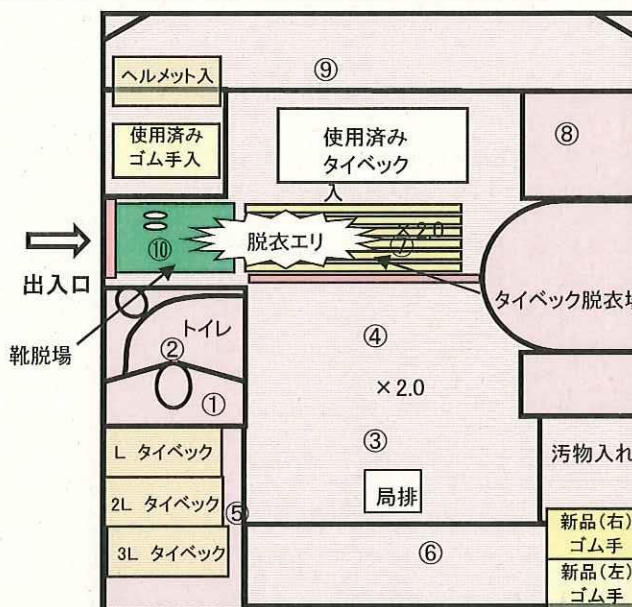 ⑨
ヘルメット入
使用済み
ゴム手入
使用済み
タイベック
入
⑧
⑩
脱衣エリ
×2.0
⑦
出入口
タイベック脱衣場
靴脱場
トイレ
②
①
④
×2.0
③
局排
L タイベック
2L タイベック
3L タイベック
⑤
⑥
汚物入れ
新品(右)
ゴム手
新品(左)
ゴム手